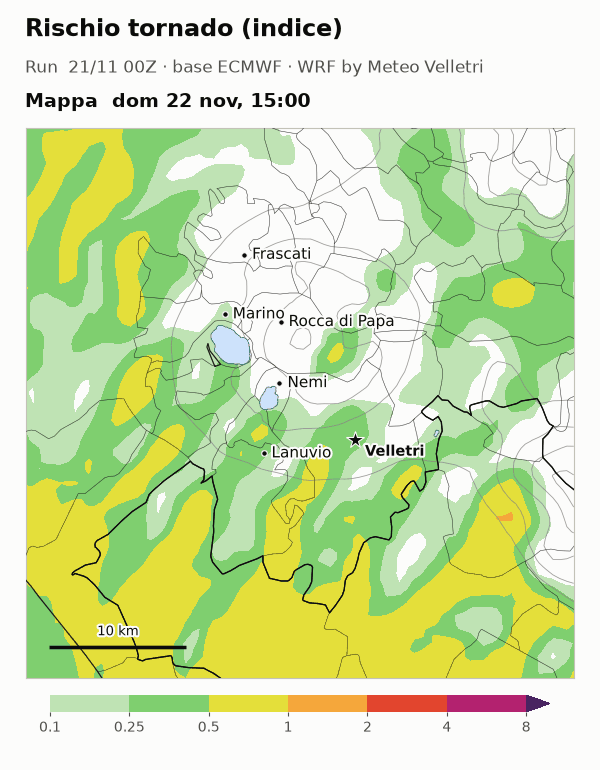 Rischio tornado (indice)
Run  21/11 00Z · base ECMWF · WRF by Meteo Velletri
Mappa  dom 22 nov, 15:00
Frascati
Marino
Rocca di Papa
Nemi
Velletri
Lanuvio
10 km
0.1 0.25 0.5 1 2 4 8